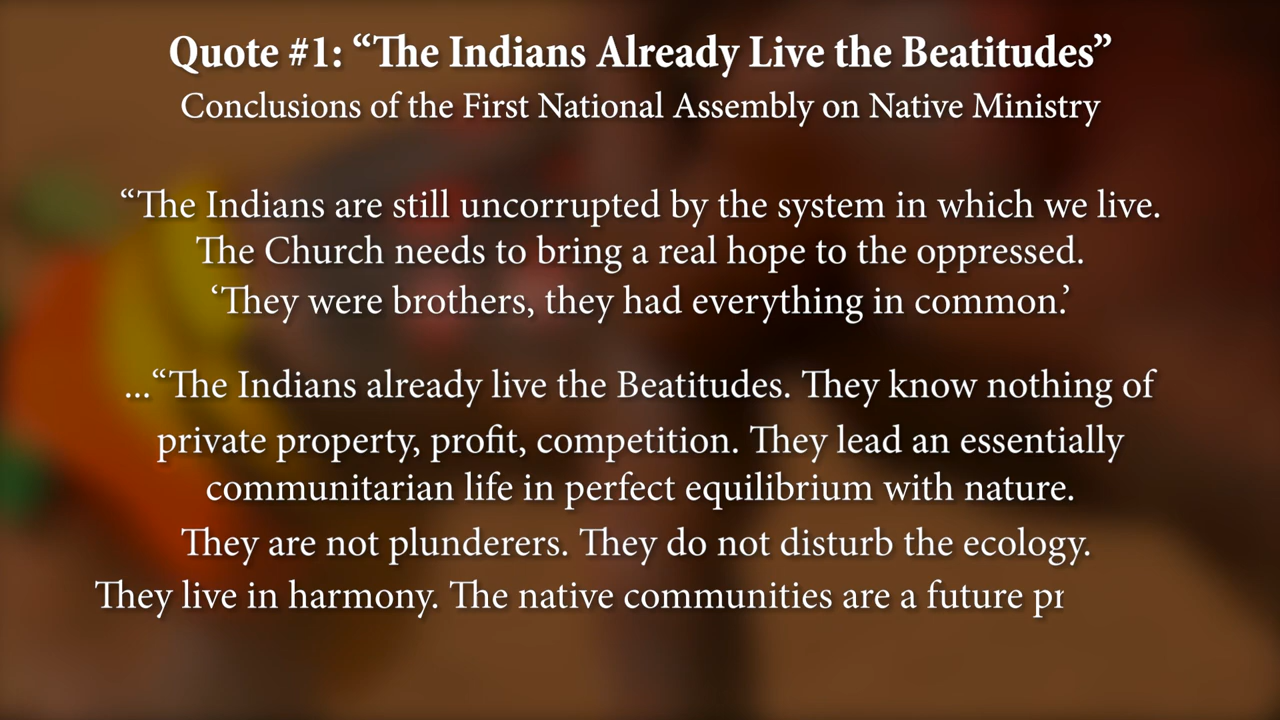 Quote #1: “The Indians Already Live the Beatitudes”
Conclusions of the First National Assembly on Native Ministry
“The Indians are still uncorrupted by the system in which we live.
The Church needs to bring a real hope to the oppressed.
‘They were brothers, they had everything in common.’
...“The Indians already live the Beatitudes. They know nothing of
private property, profit, competition. They lead an essentially
communitarian life in perfect equilibrium with nature.
They are not plunderers. They do not disturb the ecology.
They live in harmony. The native communities are a future